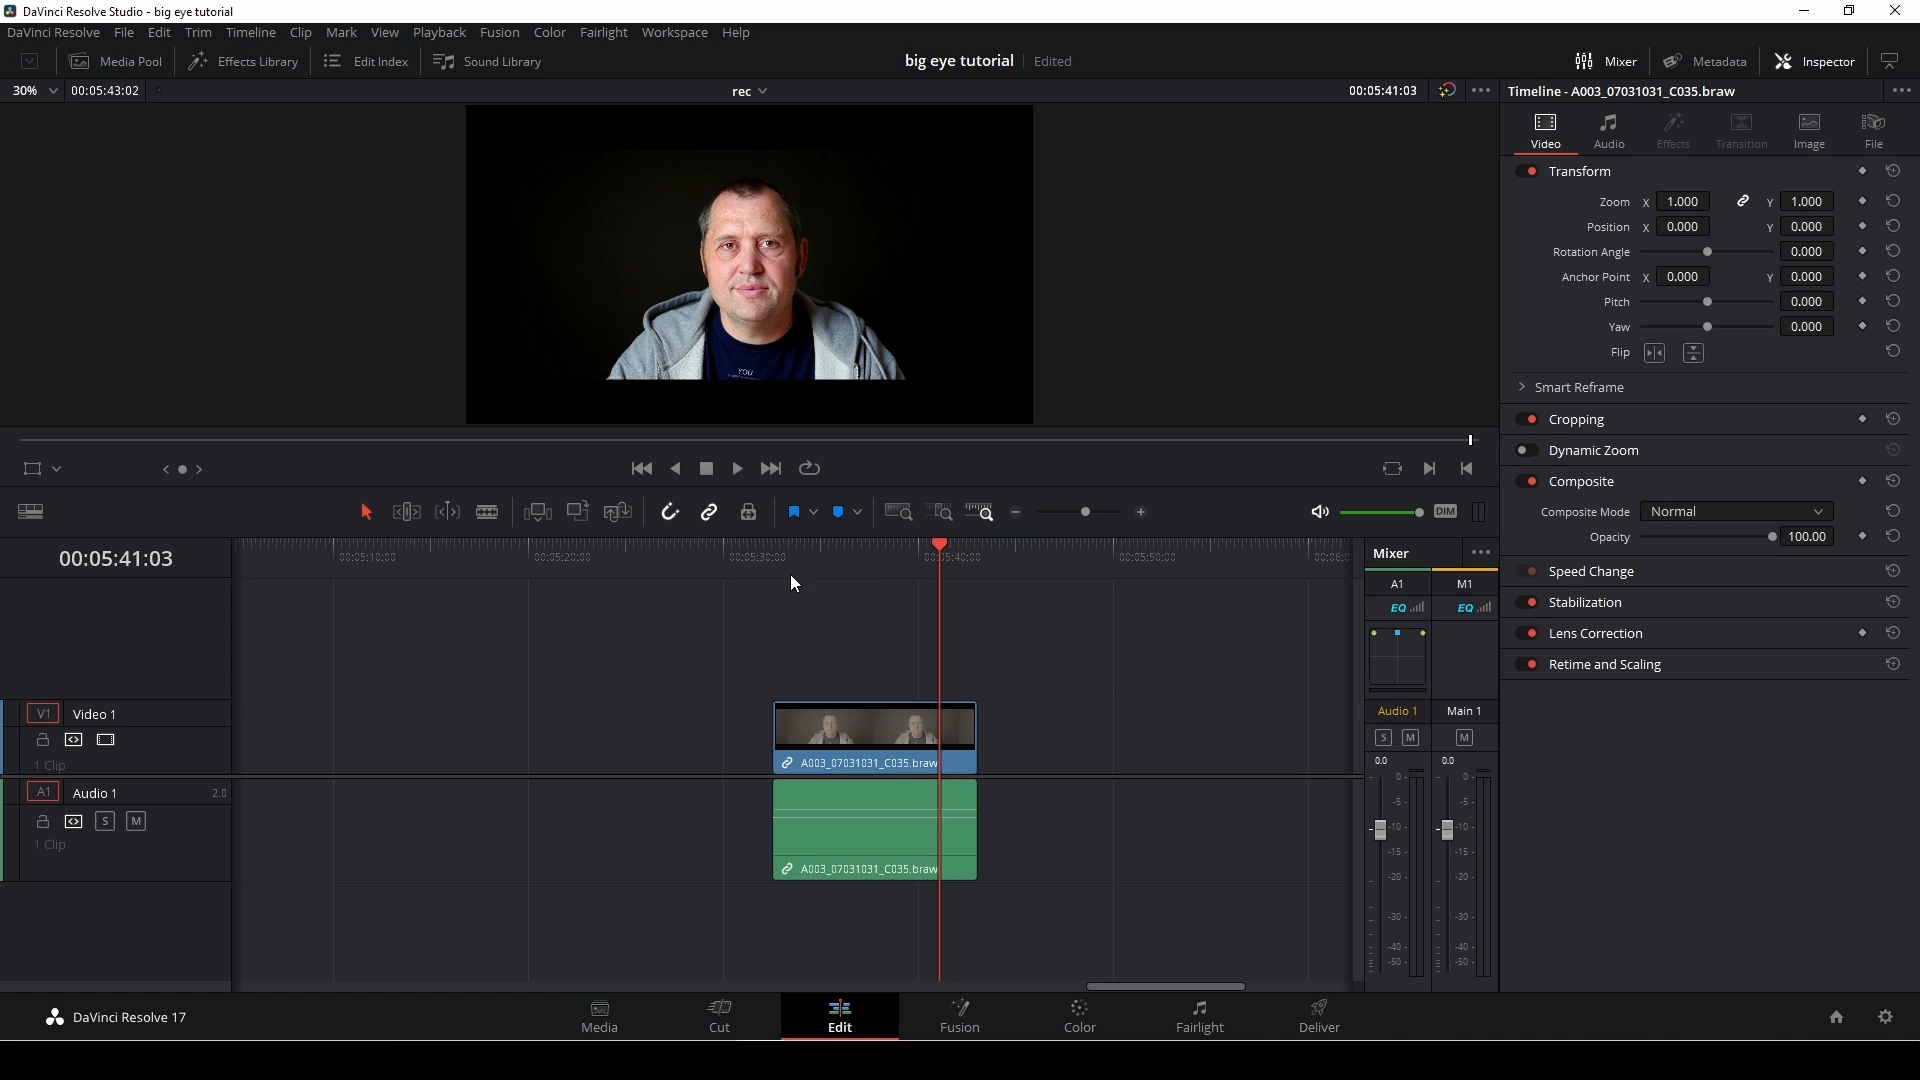 DaVinci Resolve Studio - big eye tutorial
DaVinci Resolve File Edit Trim Timeline Clip Mark View Playback Fusion Color Fairlight Workspace Help
Media Pool Effects Library Edit Index Sound Library big eye tutorial Edited Mixer Metadata Inspector
30% 00:05:43:02 rec 00:05:41:03 Timeline - A003_07031031_C035.braw
Video Audio Effects Transition Image File
Transform
Zoom X 1.000 Y 1.000
Position X 0.000 Y 0.000
Rotation Angle 0.000
Anchor Point X 0.000 Y 0.000
Pitch 0.000
Yaw 0.000
Flip
YOU
Smart Reframe
Cropping
Dynamic Zoom
Composite
Composite Mode Normal
Opacity 100.00
Speed Change
Stabilization
Lens Correction
Retime and Scaling
DIM
00:05:41:03
00:05:10:00 00:05:20:00 00:05:30:00 00:05:40:00 00:05:50:00 00:06:
Mixer
A1 M1
EQ EQ
V1 Video 1
1 Clip
A003_07031031_C035.braw
A1 Audio 1 2.0
S M
1 Clip
A003_07031031_C035.braw
Audio 1 Main 1
S M M
0.0 0.0
0- 0-
-5- -5-
-10- -10-
-15- -15-
-20- -20-
-30- -30-
-40- -40-
-50- -50-
DaVinci Resolve 17
Media Cut Edit Fusion Color Fairlight Deliver